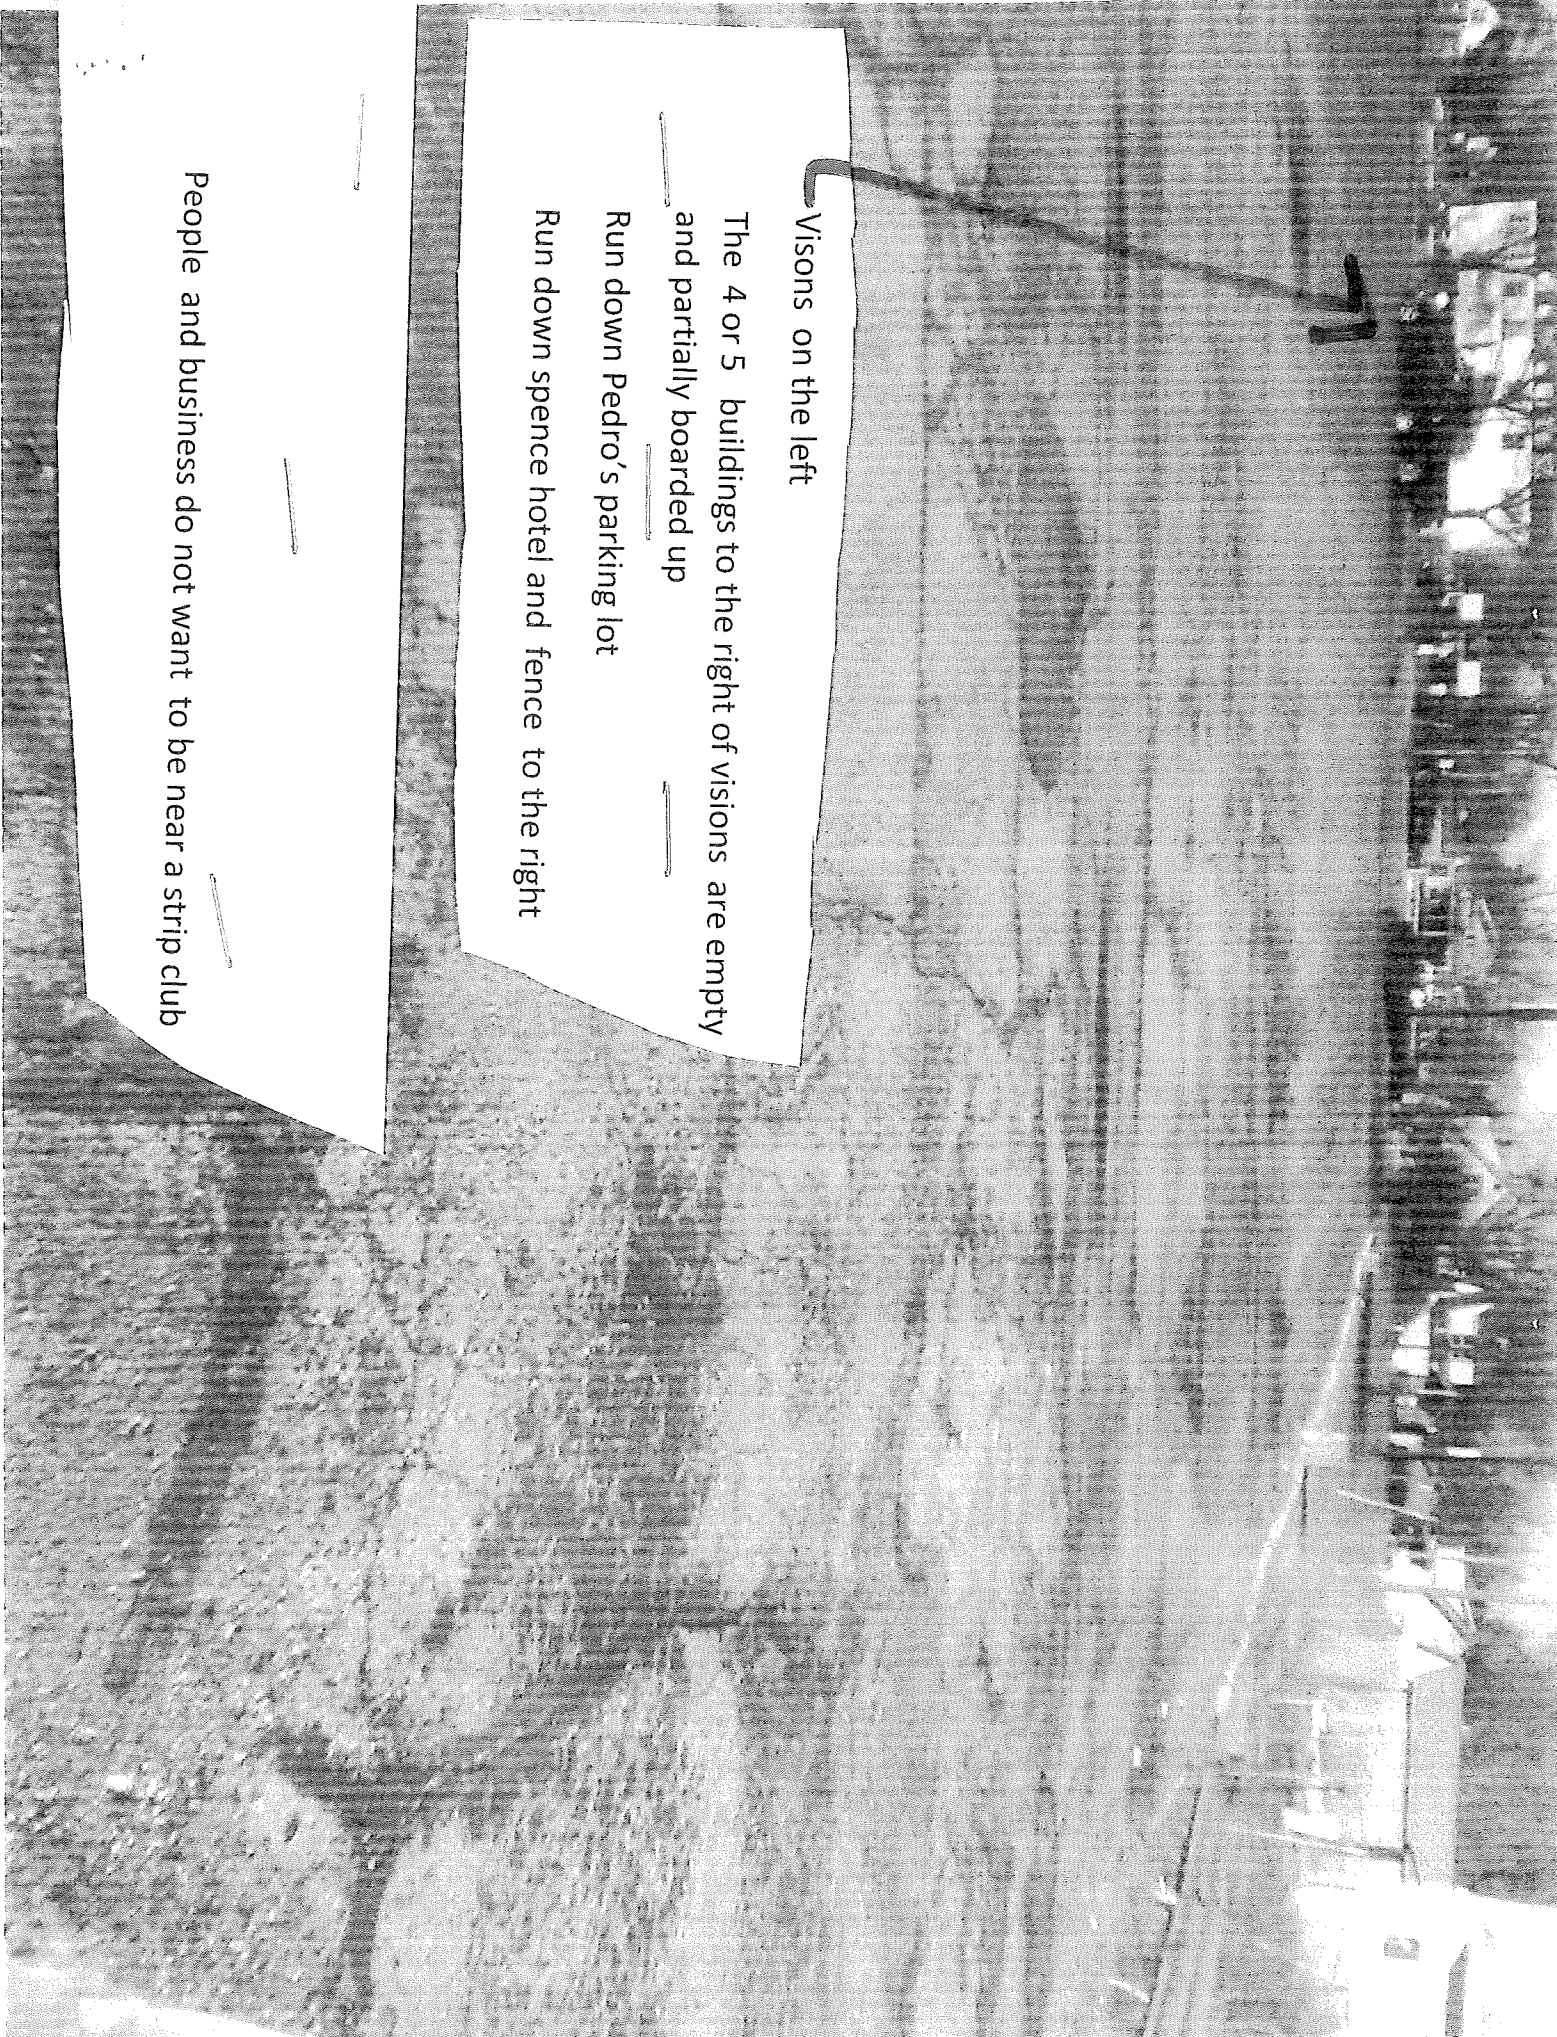 Visons on the left
The 4 or 5 buildings to the right of visions are empty
and partially boarded up
Run down Pedro's parking lot
Run down spence hotel and fence to the right
People and business do not want to be near a strip club